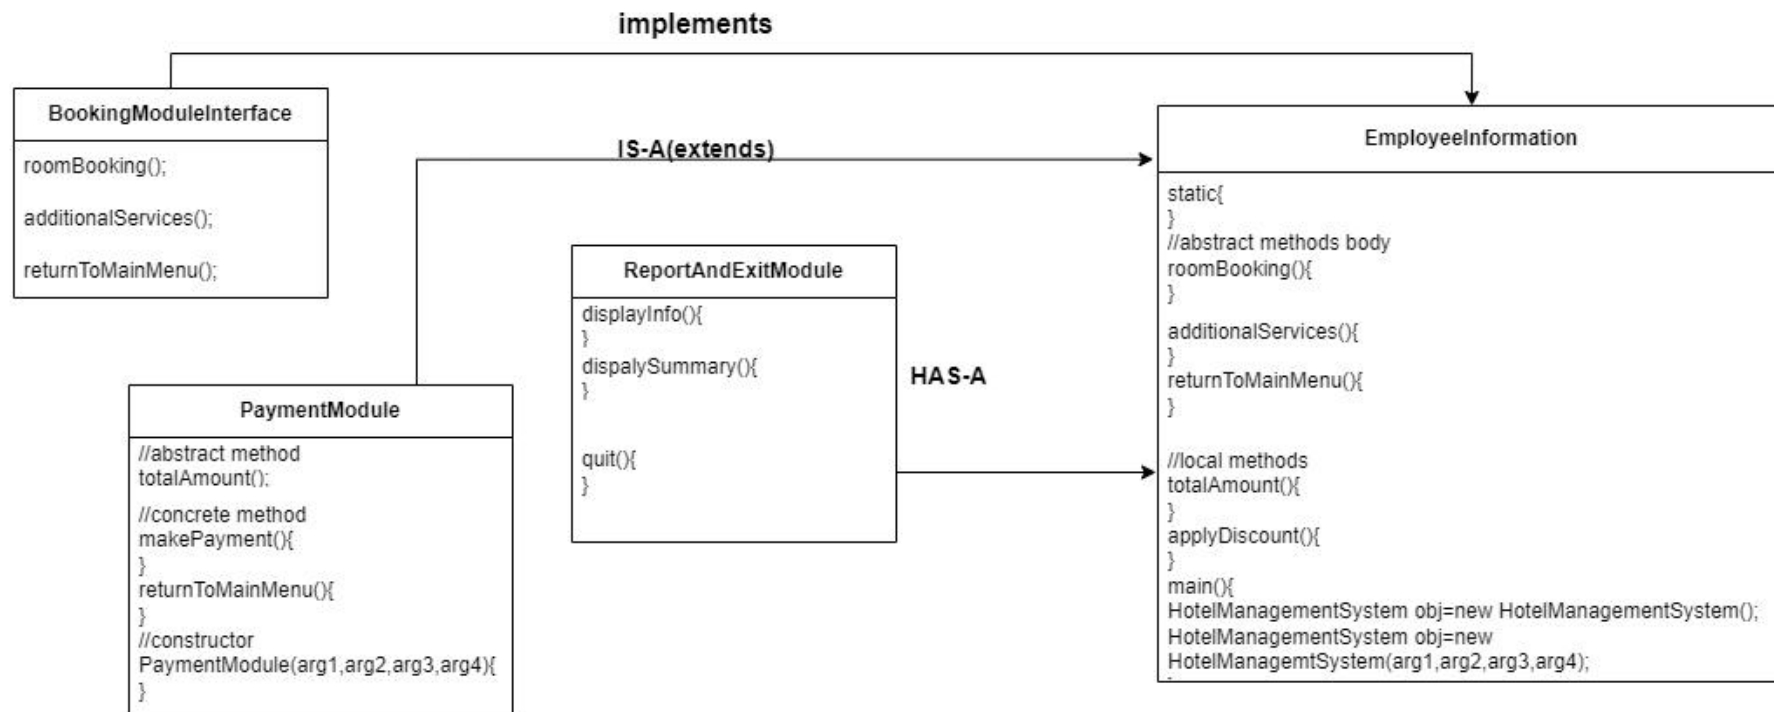 implements
BookingModuleInterface
roomBooking();
additionalServices();
returnToMainMenu();
IS-A(extends)
PaymentModule
//abstract method
totalAmount();
//concrete method
makePayment(){
}
returnToMainMenu(){
}
//constructor
PaymentModule(arg1,arg2,arg3,arg4){
}
ReportAndExitModule
displayInfo(){
}
dispalySummary(){
}
quit(){
}
HAS-A
EmployeeInformation
static{
}
//abstract methods body
roomBooking(){
}
additionalServices(){
}
returnToMainMenu(){
}
//local methods
totalAmount(){
}
applyDiscount(){
}
main(){
HotelManagementSystem obj=new HotelManagementSystem();
HotelManagementSystem obj=new
HotelManagemtSystem(arg1,arg2,arg3,arg4);